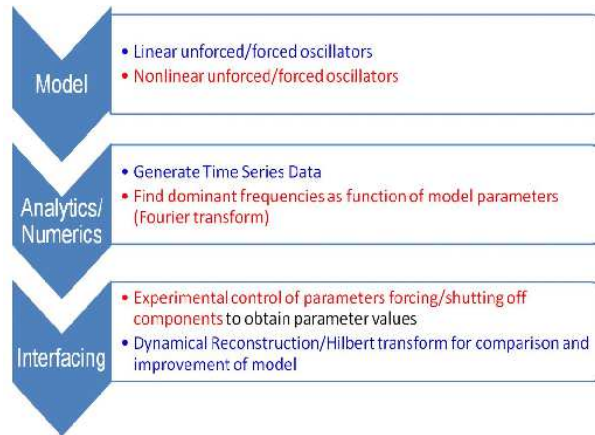 Model
• Linear unforced/forced oscillators
• Nonlinear unforced/forced oscillators
Analytics/
Numerics
• Generate Time Series Data
• Find dominant frequencies as function of model parameters
(Fourier transform)
Interfacing
• Experimental control of parameters forcing/shutting off
components to obtain parameter values
• Dynamical Reconstruction/Hilbert transform for comparison and
improvement of model